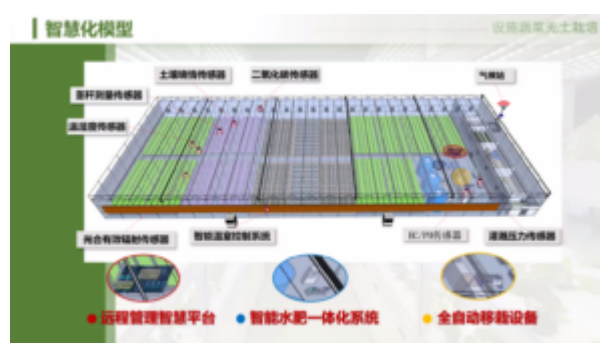 智慧化模型
设施蔬菜无土栽培
土壤墒情传感器
二氧化碳传感器
气象站
茎秆测量传感器
温湿度传感器
光合有效辐射传感器
智能温室控制系统
EC/PH传感器
灌溉压力传感器
远程管理智慧平台
智能水肥一体化系统
全自动移栽设备